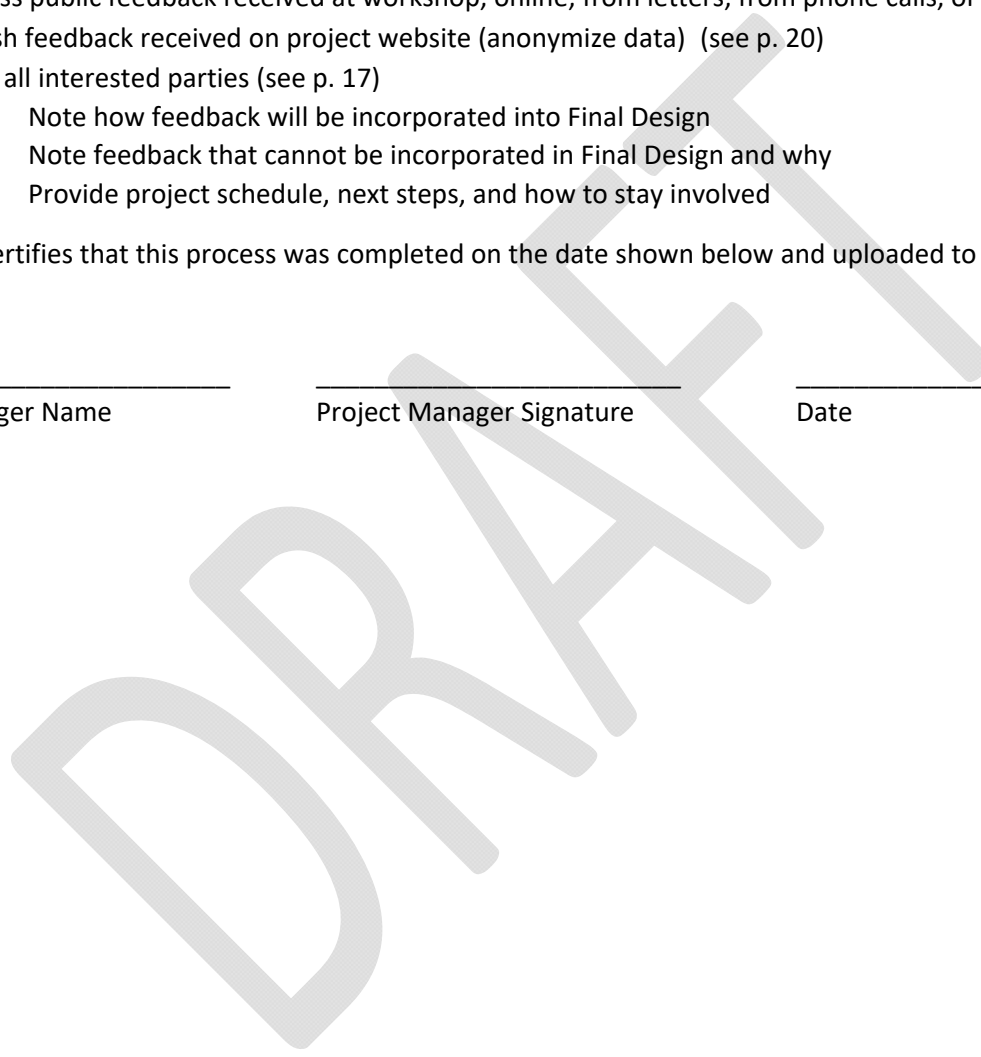 ss public feedback received at workshop, online, from letters, from phone calls, or
sh feedback received on project website (anonymize data) (see p. 20)
all interested parties (see p. 17)
Note how feedback will be incorporated into Final Design
Note feedback that cannot be incorporated in Final Design and why
Provide project schedule, next steps, and how to stay involved
ertifies that this process was completed on the date shown below and uploaded to
ger Name Project Manager Signature Date
DRAFT